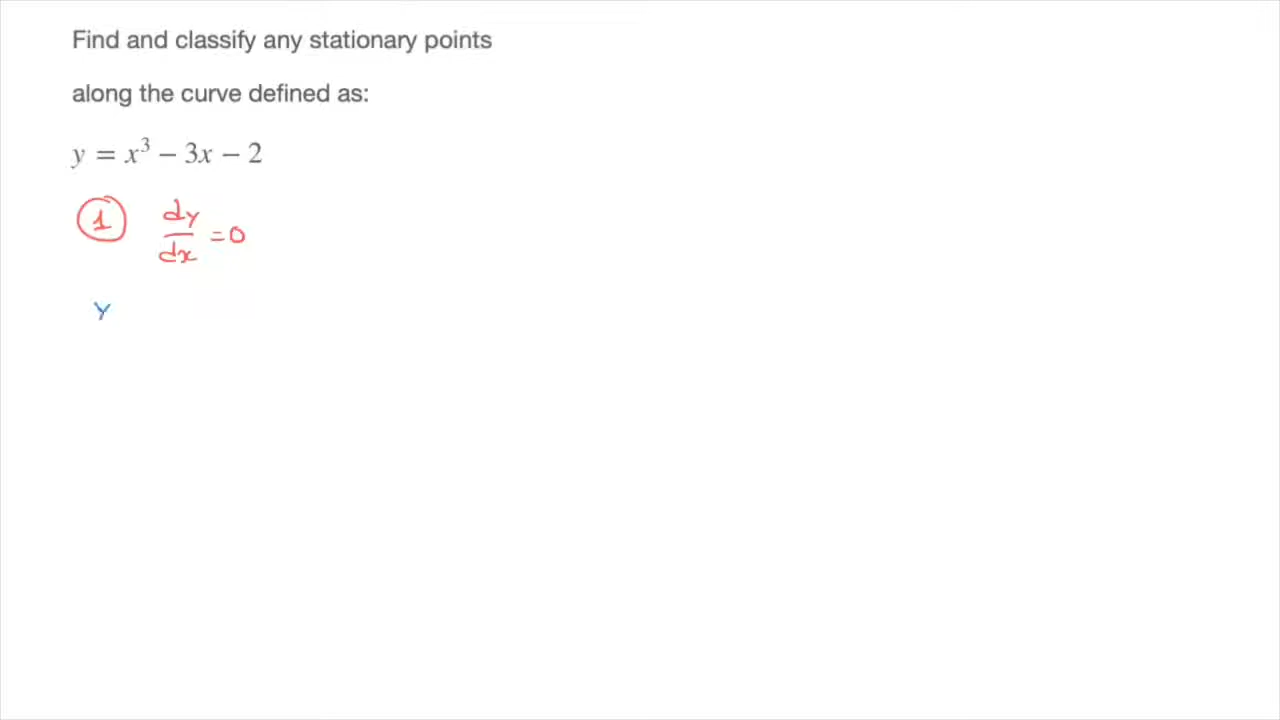 Find and classify any stationary points
along the curve defined as:
y = x³ − 3x − 2
① dy/dx = 0
y